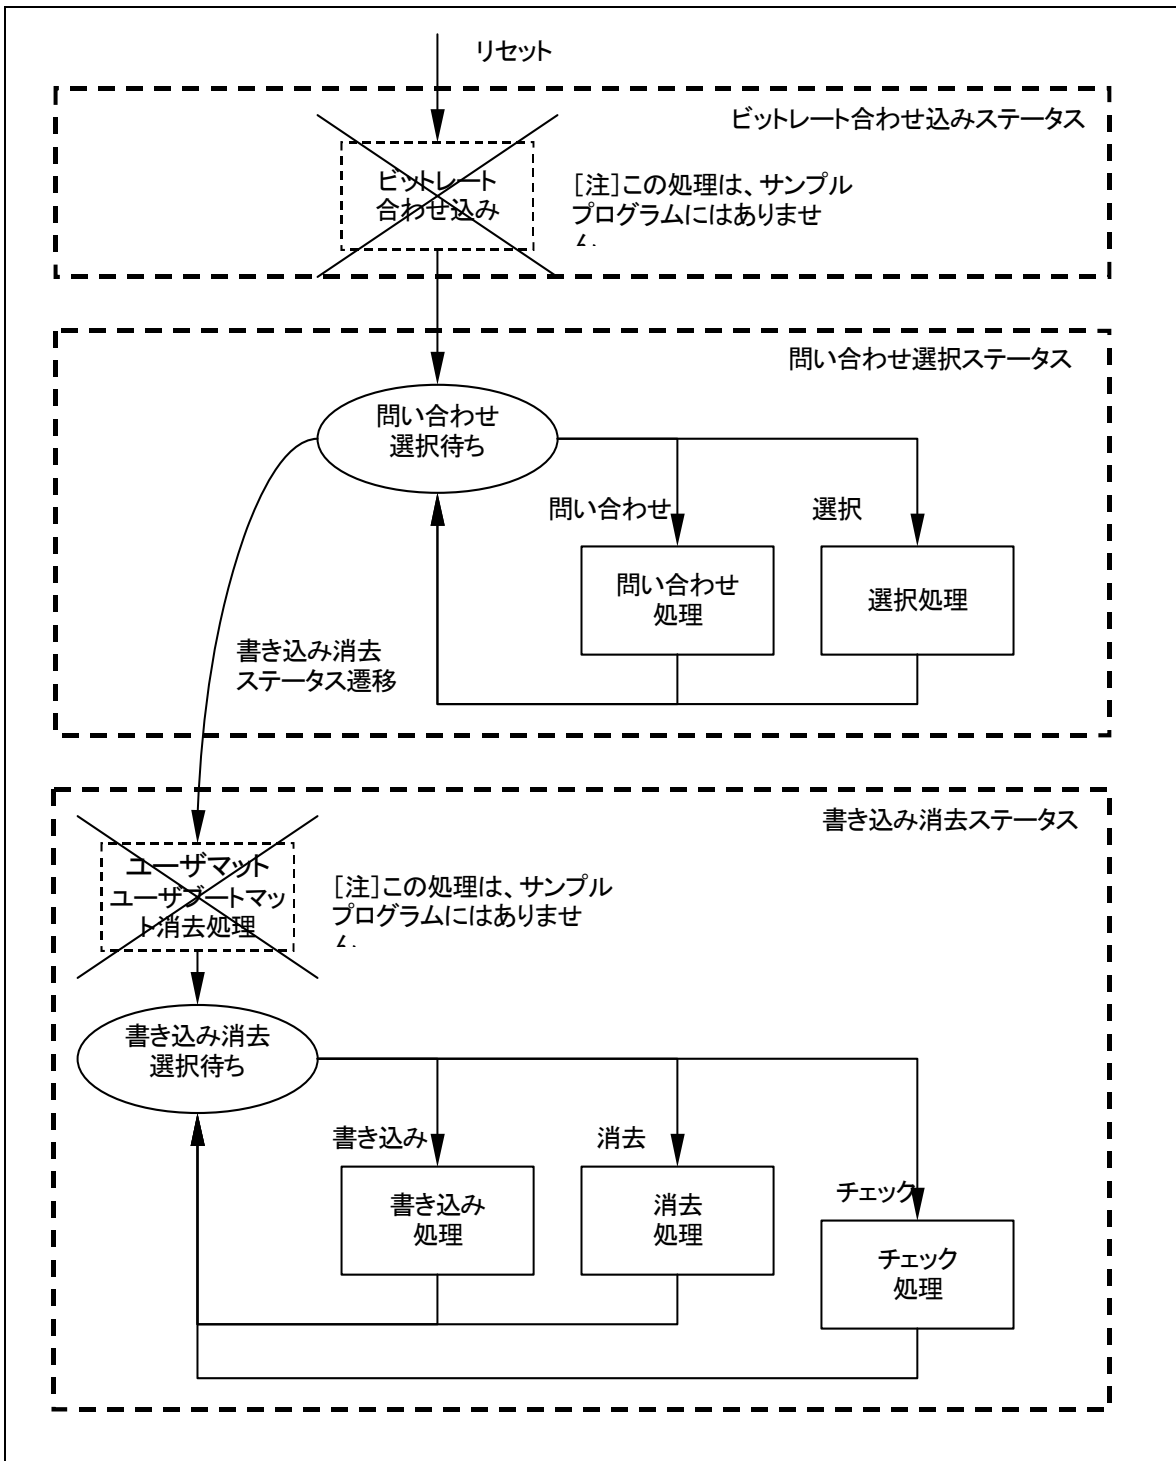 リセット
ビットレート合わせ込みステータス
ビットレート
合わせ込み
［注］この処理は、サンプル
プログラムにはありませ
問い合わせ選択ステータス
問い合わせ
選択待ち
問い合わせ
選択
問い合わせ
処理
選択処理
書き込み消去
ステータス遷移
書き込み消去ステータス
ユーザマット
ユーザブートマッ
ト消去処理
［注］この処理は、サンプル
プログラムにはありませ
書き込み消去
選択待ち
書き込み
消去
チェック
書き込み
処理
消去
処理
チェック
処理